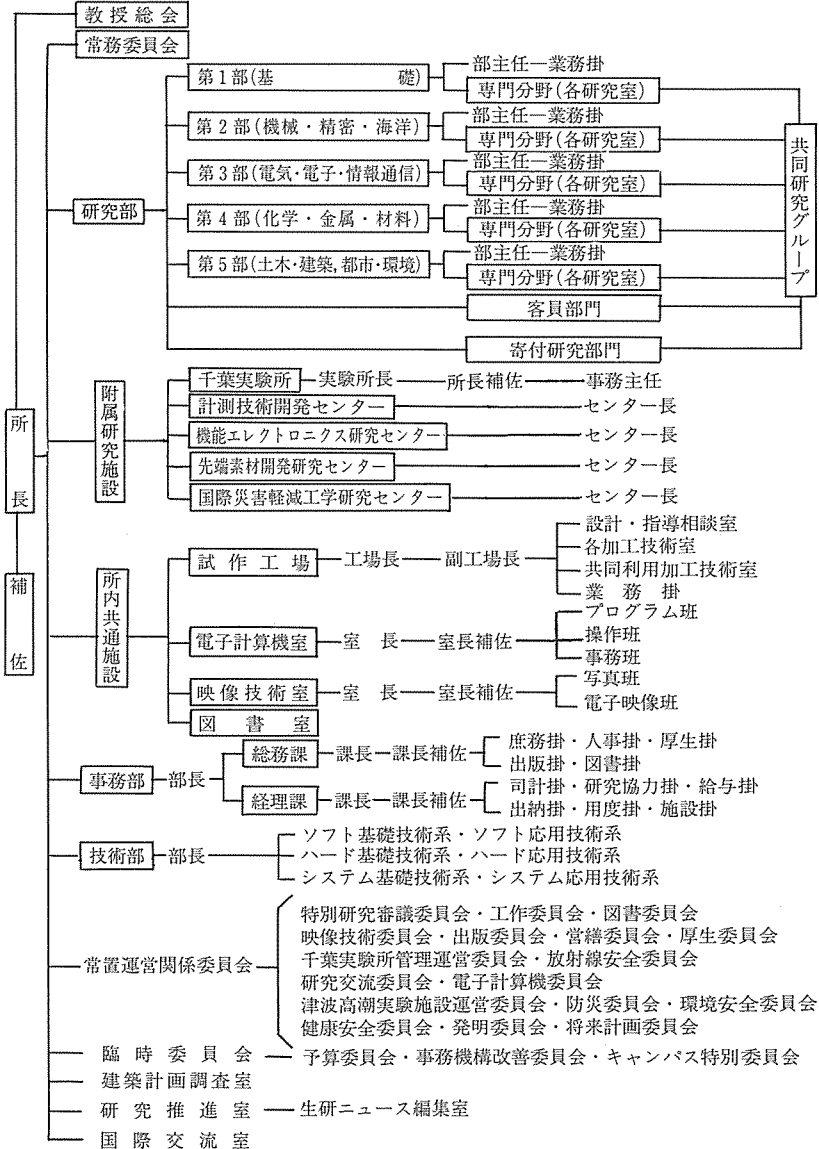 教授総会
常務委員会
第1部(基礎)
部主任―業務掛
専門分野(各研究室)
第2部(機械・精密・海洋)
部主任―業務掛
専門分野(各研究室)
第3部(電気・電子・情報通信)
部主任―業務掛
専門分野(各研究室)
研究部
第4部(化学・金属・材料)
部主任―業務掛
専門分野(各研究室)
第5部(土木・建築,都市・環境)
部主任―業務掛
専門分野(各研究室)
共同研究グループ
客員部門
寄付研究部門
所長
補佐
附属研究施設
千葉実験所 実験所長 所長補佐 事務主任
計測技術開発センター センター長
機能エレクトロニクス研究センター センター長
先端素材開発研究センター センター長
国際災害軽減工学研究センター センター長
所内共通施設
試作工場 工場長 副工場長
設計・指導相談室
各加工技術室
共同利用加工技術室
業務掛
電子計算機室 室長 室長補佐
プログラム班
操作班
事務班
映像技術室 室長 室長補佐
写真班
電子映像班
図書室
事務部 部長
総務課 課長 課長補佐
庶務掛・人事掛・厚生掛
出版掛・図書掛
経理課 課長 課長補佐
司計掛・研究協力掛・給与掛
出納掛・用度掛・施設掛
技術部 部長
ソフト基礎技術系・ソフト応用技術系
ハード基礎技術系・ハード応用技術系
システム基礎技術系・システム応用技術系
常置運営関係委員会
特別研究審議委員会・工作委員会・図書委員会
映像技術委員会・出版委員会・営繕委員会・厚生委員会
千葉実験所管理運営委員会・放射線安全委員会
研究交流委員会・電子計算機委員会
津波高潮実験施設運営委員会・防災委員会・環境安全委員会
健康安全委員会・発明委員会・将来計画委員会
臨時委員会 予算委員会・事務機構改善委員会・キャンパス特別委員会
建築計画調査室
研究推進室 生研ニュース編集室
国際交流室